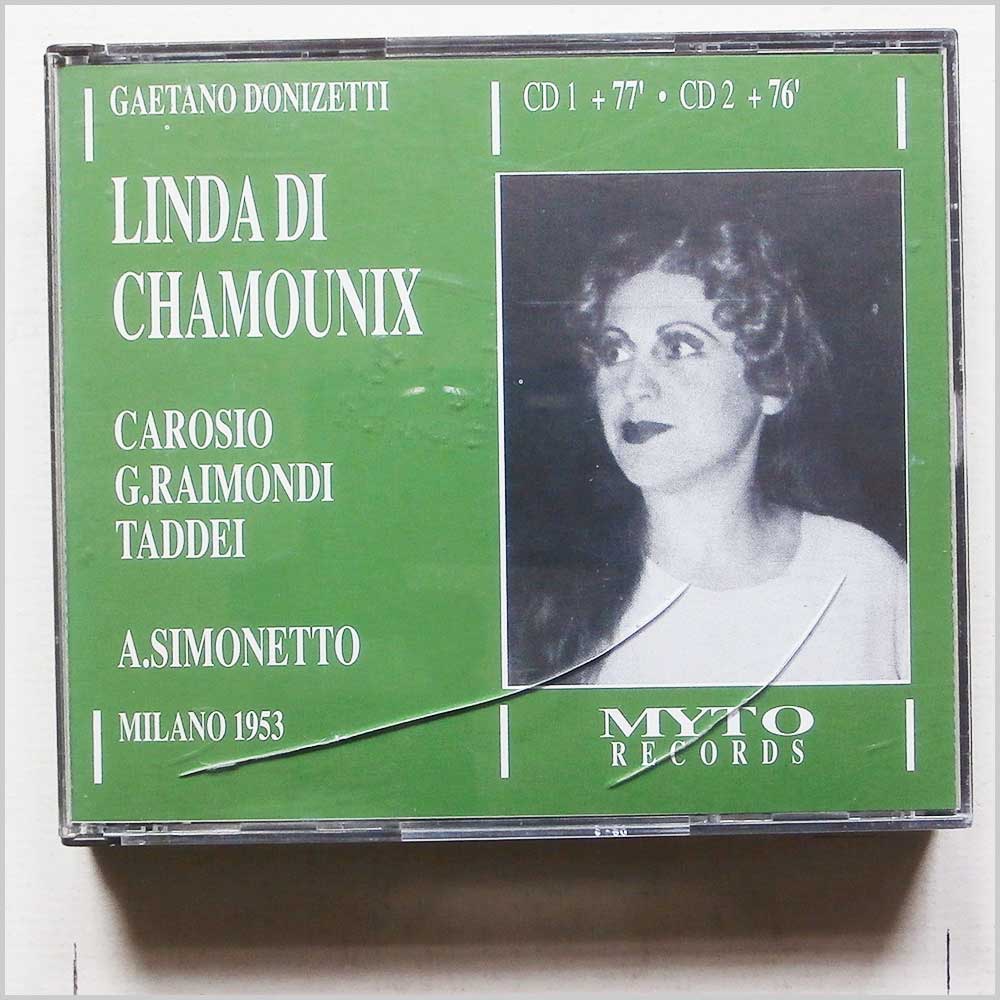 GAETANO DONIZETTI
CD 1 + 77' • CD 2 + 76'
LINDA DI
CHAMOUNIX
CAROSIO
G.RAIMONDI
TADDEI
A.SIMONETTO
MILANO 1953
MYTO
RECORDS